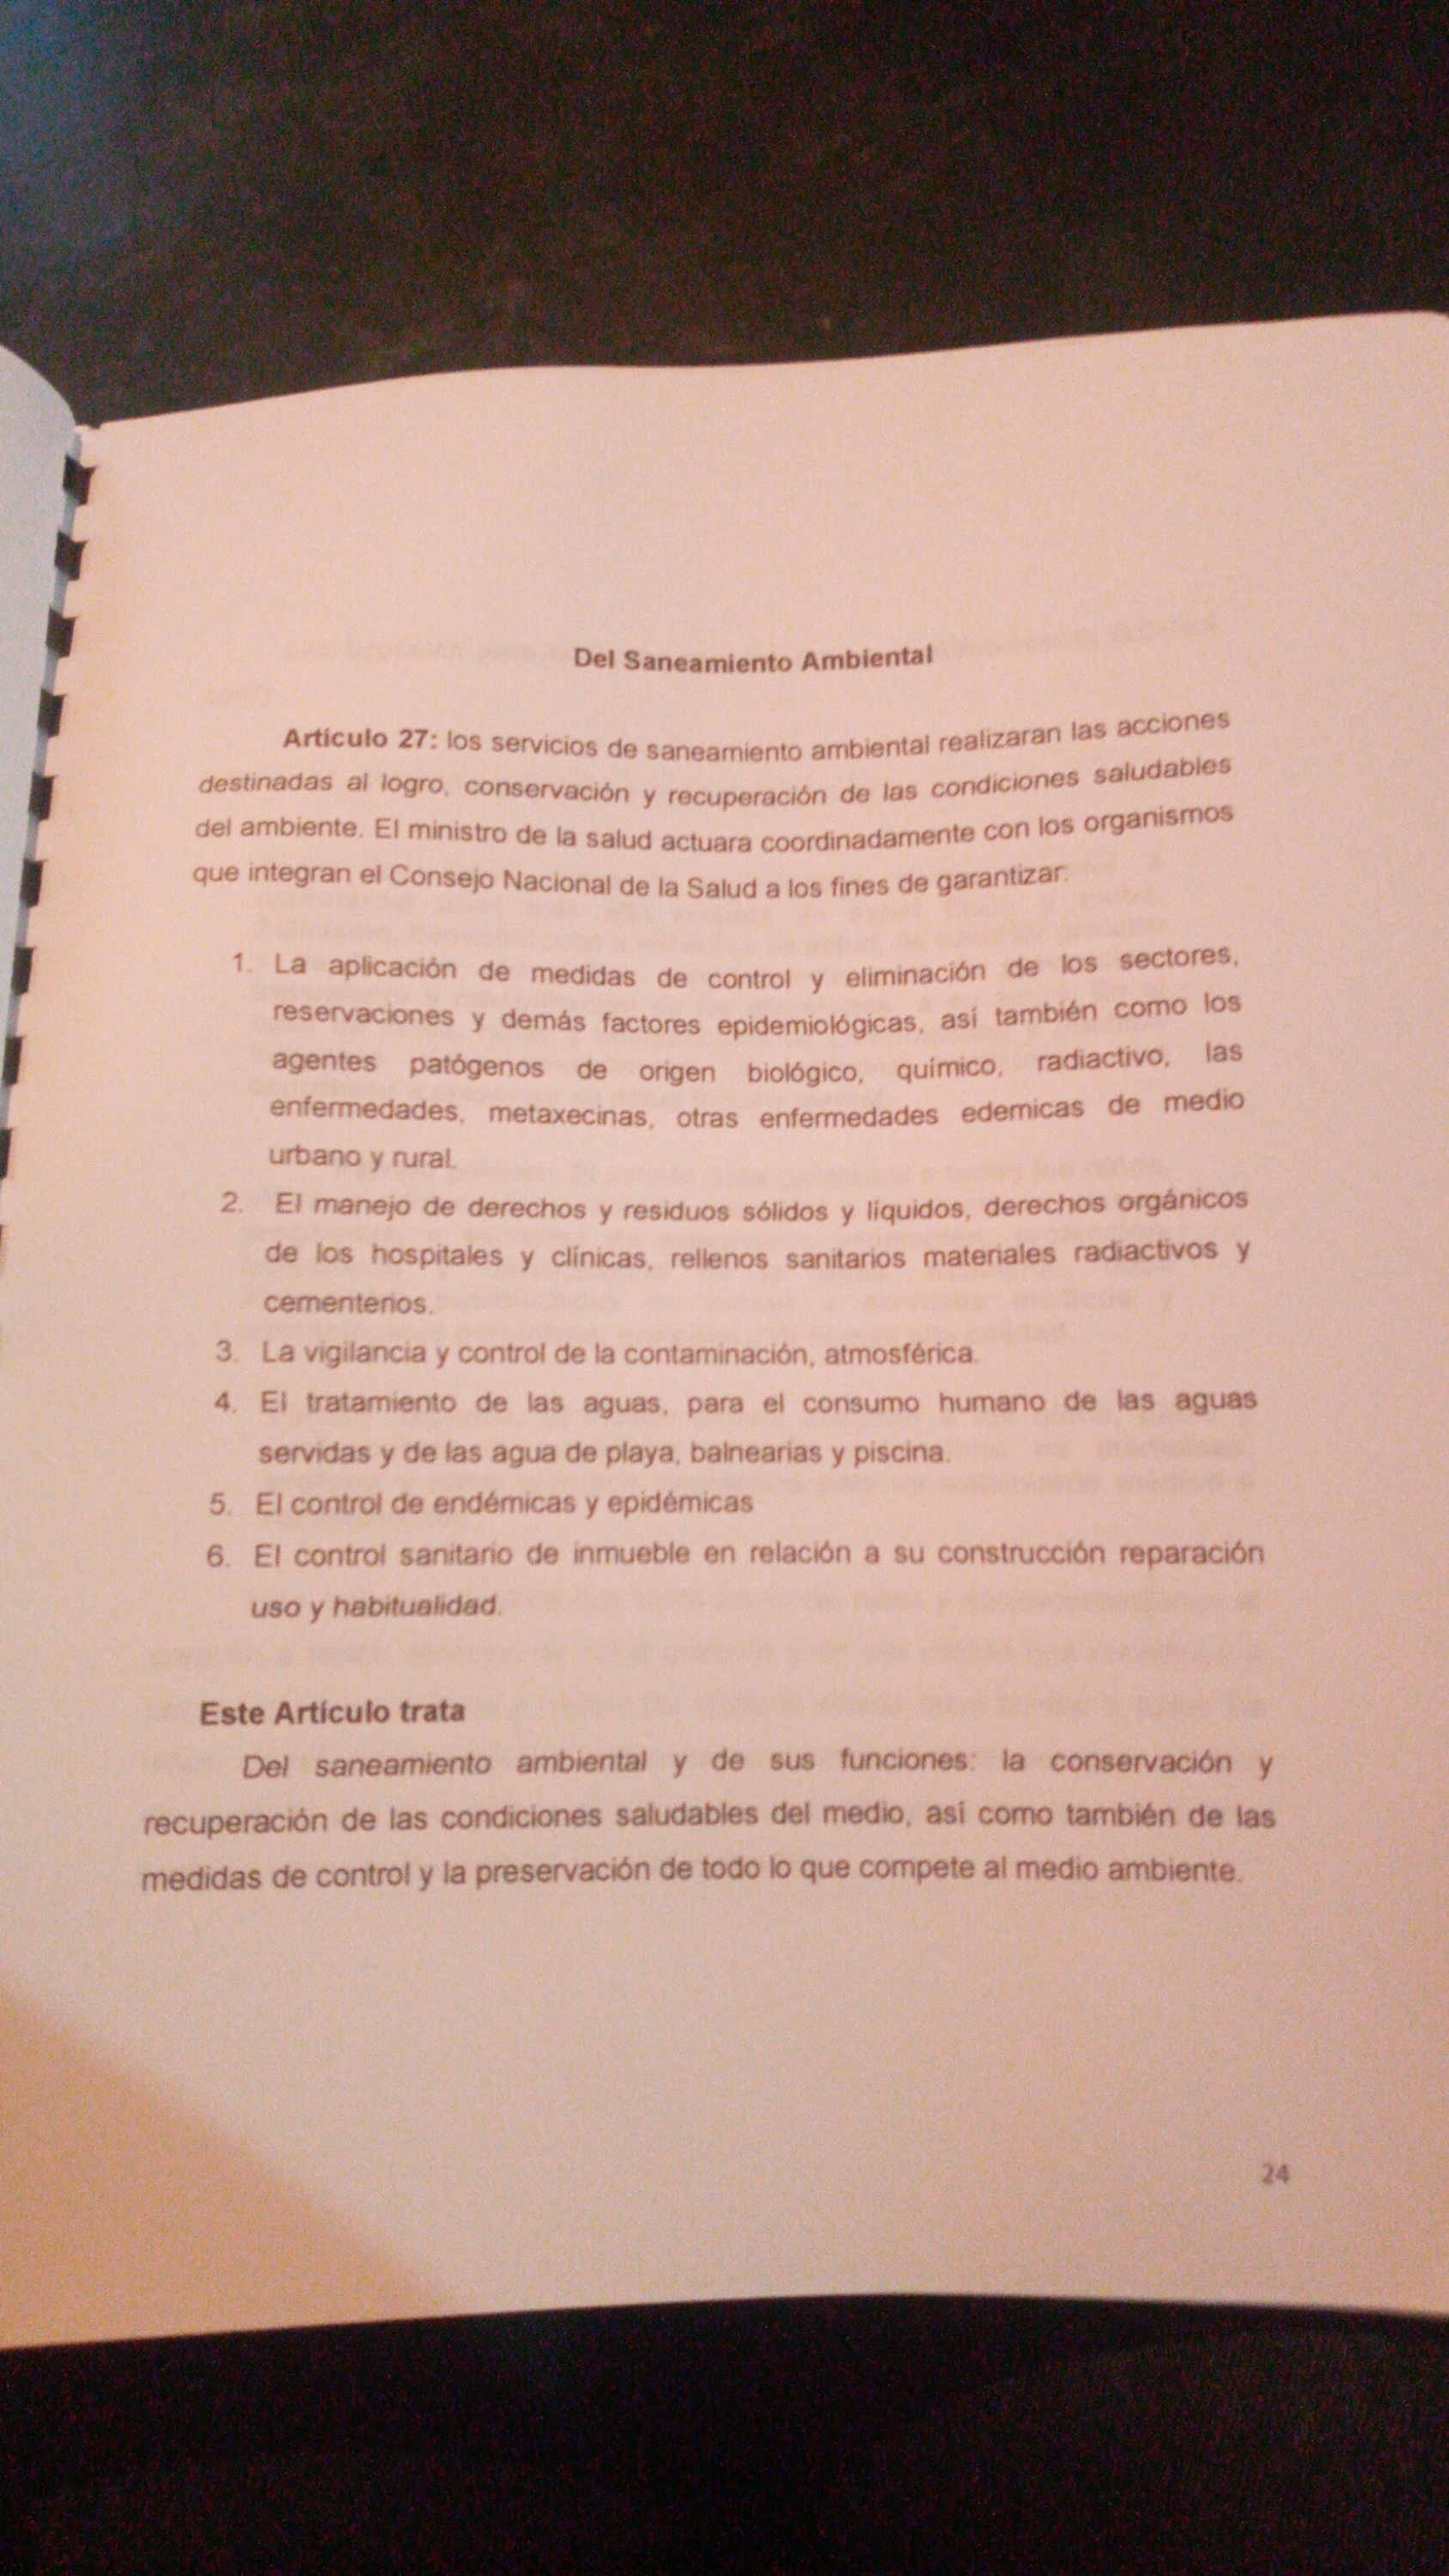 Del Saneamiento Ambiental
Artículo 27: los servicios de saneamiento ambiental realizaran las acciones
destinadas al logro, conservación y recuperación de las condiciones saludables
del ambiente. El ministro de la salud actuara coordinadamente con los organismos
que integran el Consejo Nacional de la Salud a los fines de garantizar.
1. La aplicación de medidas de control y eliminación de los sectores,
reservaciones y demás factores epidemiológicas, así también como los
agentes patógenos de origen biológico, químico, radiactivo, las
enfermedades, metaxecinas, otras enfermedades edemicas de medio
urbano y rural.
2. El manejo de derechos y residuos sólidos y líquidos, derechos orgánicos
de los hospitales y clínicas, rellenos sanitarios materiales radiactivos y
cementerios.
3. La vigilancia y control de la contaminación, atmosférica.
4. El tratamiento de las aguas, para el consumo humano de las aguas
servidas y de las agua de playa, balnearias y piscina.
5. El control de endémicas y epidémicas
6. El control sanitario de inmueble en relación a su construcción reparación
uso y habitualidad.
Este Artículo trata
Del saneamiento ambiental y de sus funciones: la conservación y
recuperación de las condiciones saludables del medio, así como también de las
medidas de control y la preservación de todo lo que compete al medio ambiente.
24